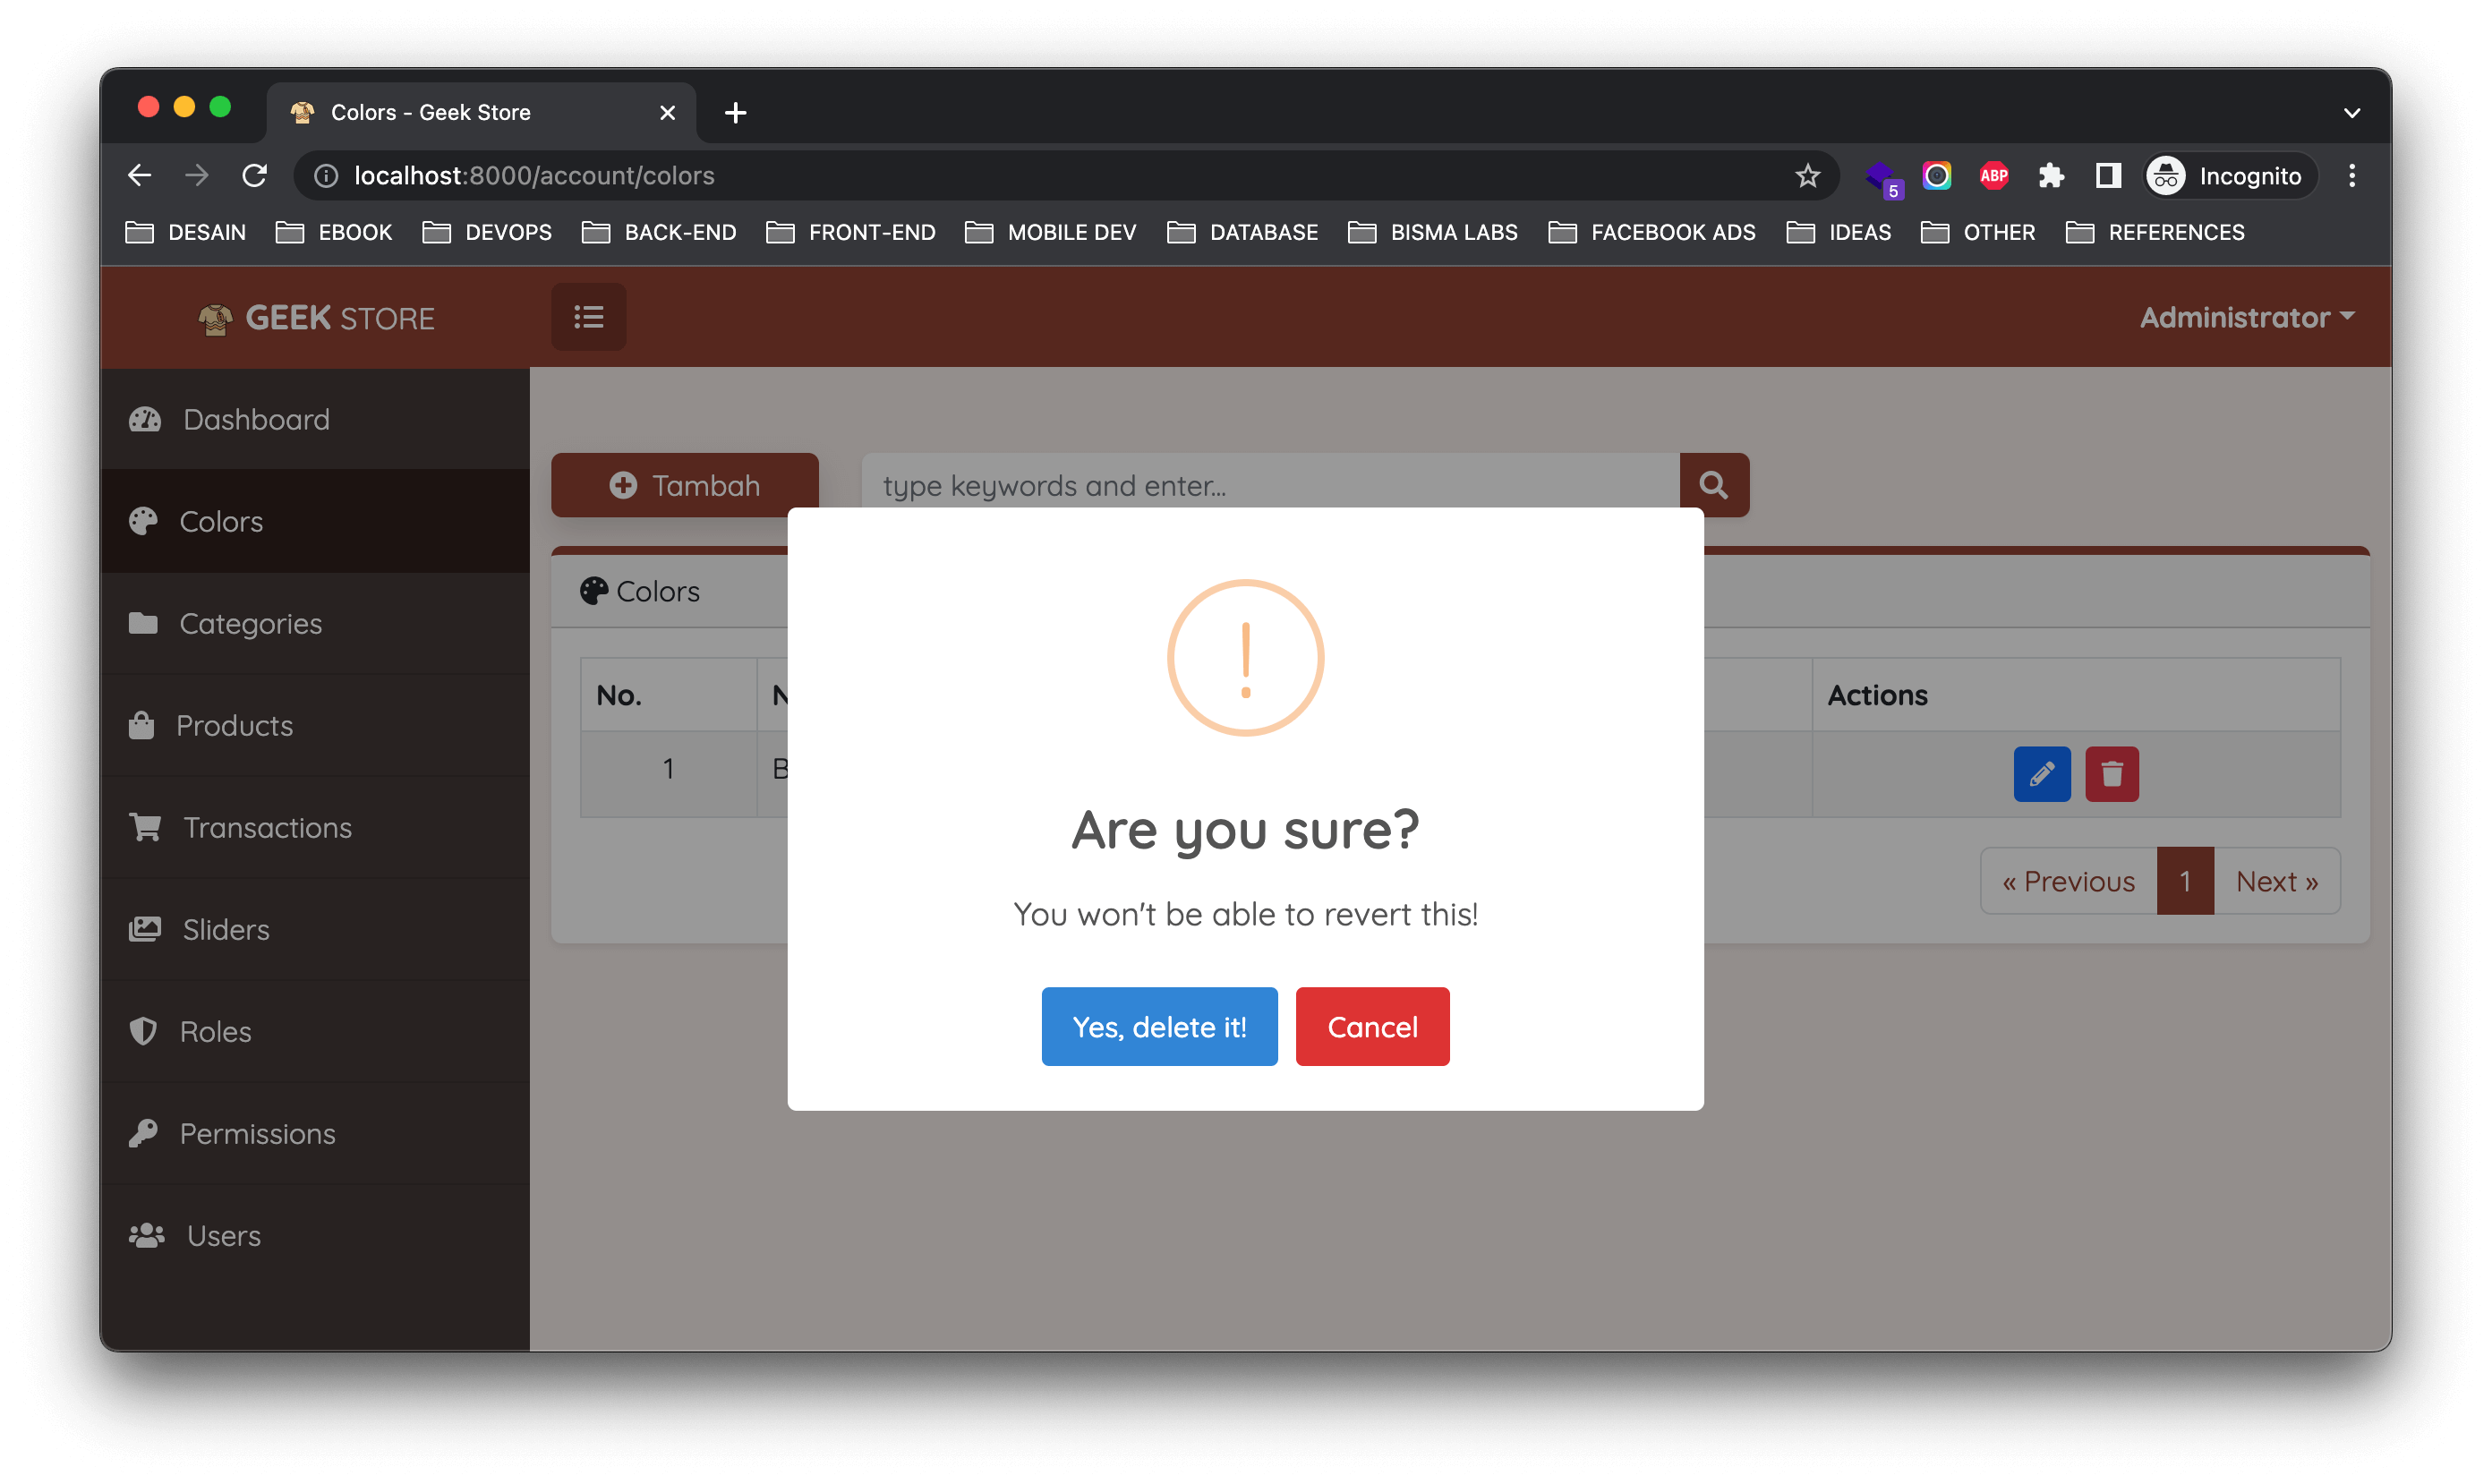 Colors - Geek Store
localhost:8000/account/colors
5
ABP
Incognito
DESAIN EBOOK DEVOPS BACK-END FRONT-END MOBILE DEV DATABASE BISMA LABS FACEBOOK ADS IDEAS OTHER REFERENCES
GEEK STORE
Administrator
Dashboard
Colors
Categories
Products
Transactions
Sliders
Roles
Permissions
Users
Tambah
type keywords and enter...
Colors
No. Actions
1
« Previous 1 Next »
Are you sure?
You won't be able to revert this!
Yes, delete it! Cancel